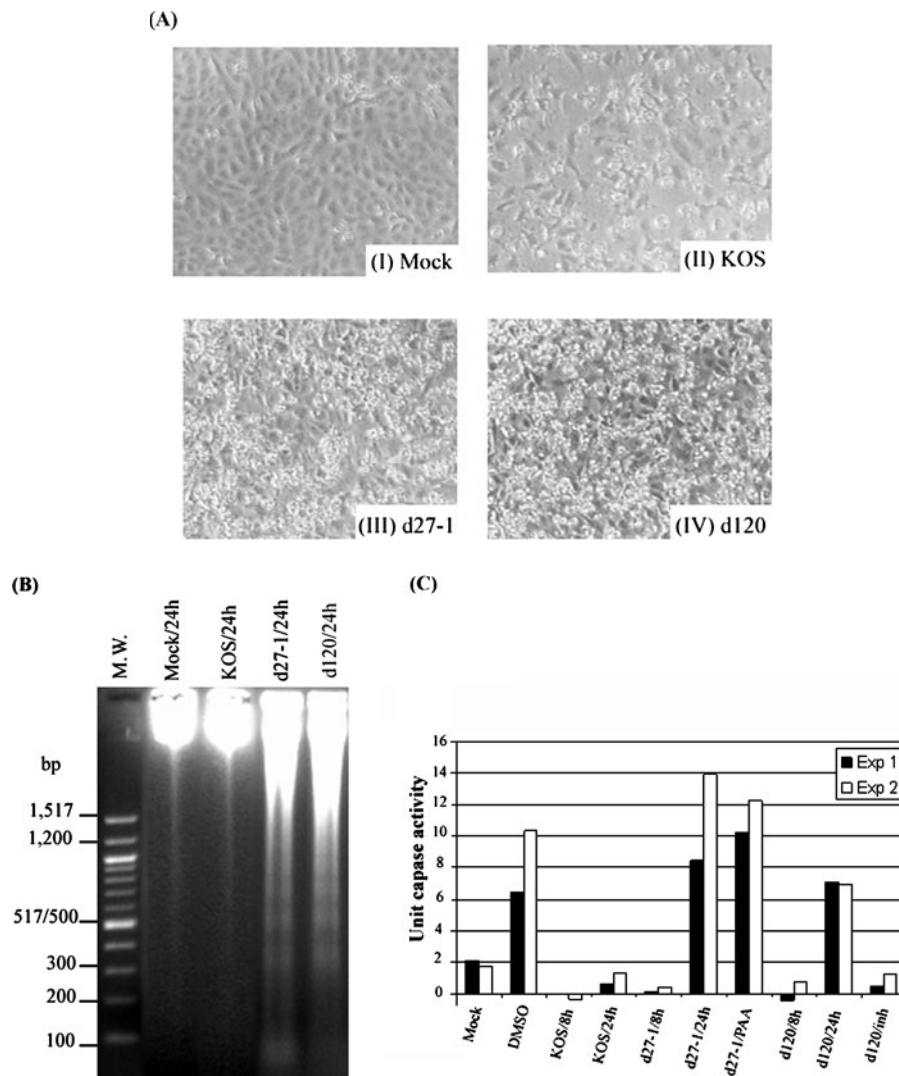 (A)
(I) Mock
(II) KOS
(III) d27-1
(IV) d120
(B)
M.W.
Mock/24h
KOS/24h
d27-1/24h
d120/24h
bp
1,517
1,200
517/500
300
200
100
(C)
Unit capase activity
16
14
12
10
8
6
4
2
0
Exp 1
Exp 2
Mock
DMSO
KOS/8h
KOS/24h
d27-1/8h
d27-1/24h
d27-1/PAA
d120/8h
d120/24h
d120/inh